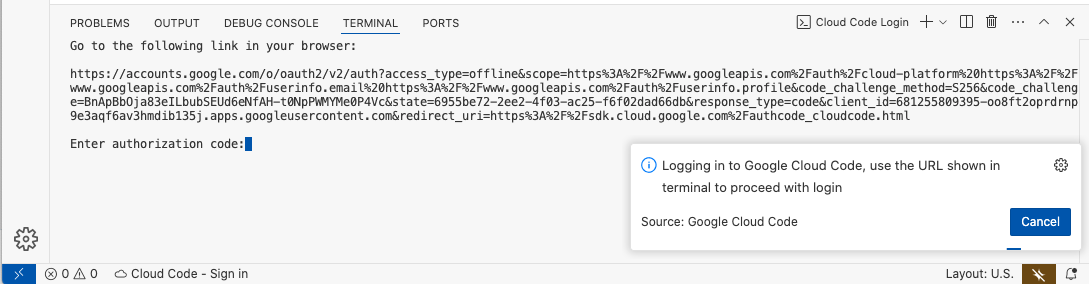 PROBLEMS OUTPUT DEBUG CONSOLE TERMINAL PORTS Cloud Code Login
Go to the following link in your browser:
https://accounts.google.com/o/oauth2/v2/auth?access_type=offline&scope=https%3A%2F%2Fwww.googleapis.com%2Fauth%2Fcloud-platform%20https%3A%2F%2F
www.googleapis.com%2Fauth%2Fuserinfo.email%20https%3A%2F%2Fwww.googleapis.com%2Fauth%2Fuserinfo.profile&code_challenge_method=S256&code_challeng
e=BnApBbOja83eILbubSEUd6eNfAH-t0NpPWMYMe0P4Vc&state=6955be72-2ee2-4f03-ac25-f6f02dad66db&response_type=code&client_id=681255809395-oo8ft2oprdrnp
9e3aqf6av3hmdib135j.apps.googleusercontent.com&redirect_uri=https%3A%2F%2Fsdk.cloud.google.com%2Fauthcode_cloudcode.html
Enter authorization code:
Logging in to Google Cloud Code, use the URL shown in
terminal to proceed with login
Source: Google Cloud Code Cancel
0 0 Cloud Code - Sign in Layout: U.S.